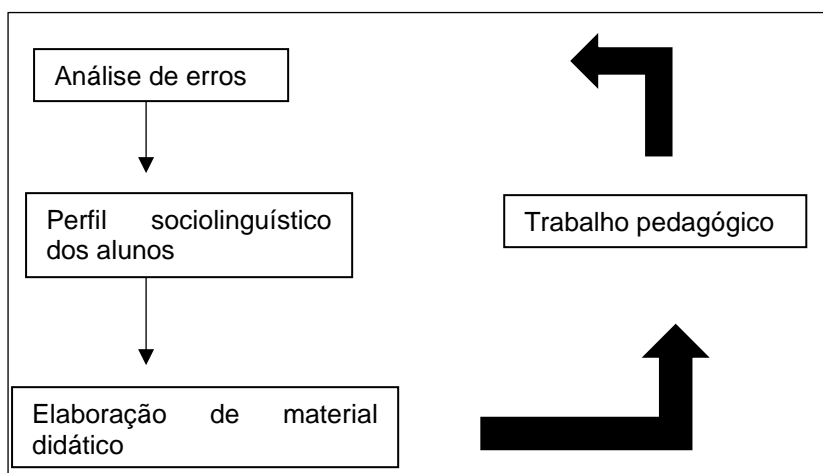 Análise de erros
Perfil sociolinguístico
dos alunos
Trabalho pedagógico
Elaboração de material
didático